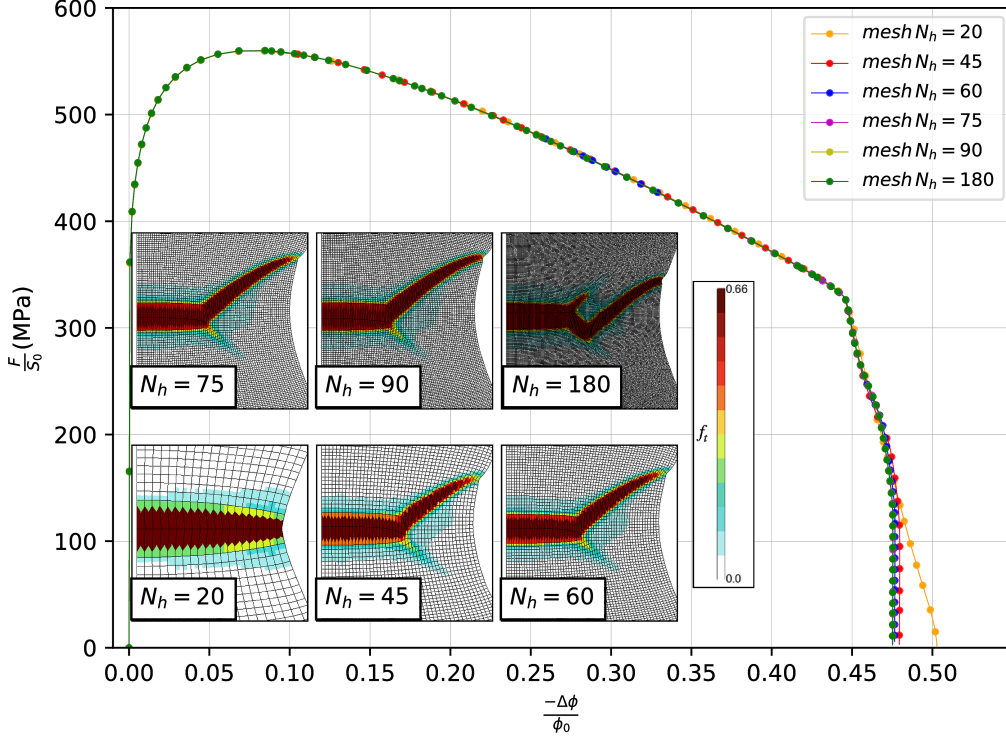 600
500
400
300
200
100
0
F/S₀ (MPa)
mesh N_h = 20
mesh N_h = 45
mesh N_h = 60
mesh N_h = 75
mesh N_h = 90
mesh N_h = 180
N_h = 75
N_h = 90
N_h = 180
N_h = 20
N_h = 45
N_h = 60
0.66
f_t
0.0
0.00 0.05 0.10 0.15 0.20 0.25 0.30 0.35 0.40 0.45 0.50
−Δϕ/ϕ₀